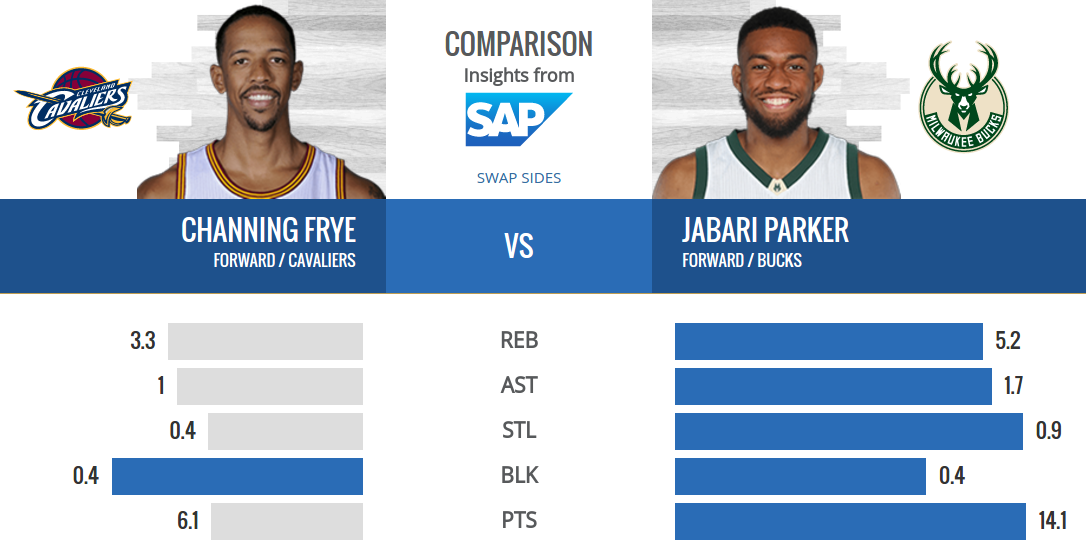 COMPARISON
Insights from
SAP
SWAP SIDES
CLEVELAND
CAVALIERS
MILWAUKEE BUCKS
CHANNING FRYE
FORWARD / CAVALIERS
VS
JABARI PARKER
FORWARD / BUCKS
3.3 REB 5.2
1 AST 1.7
0.4 STL 0.9
0.4 BLK 0.4
6.1 PTS 14.1